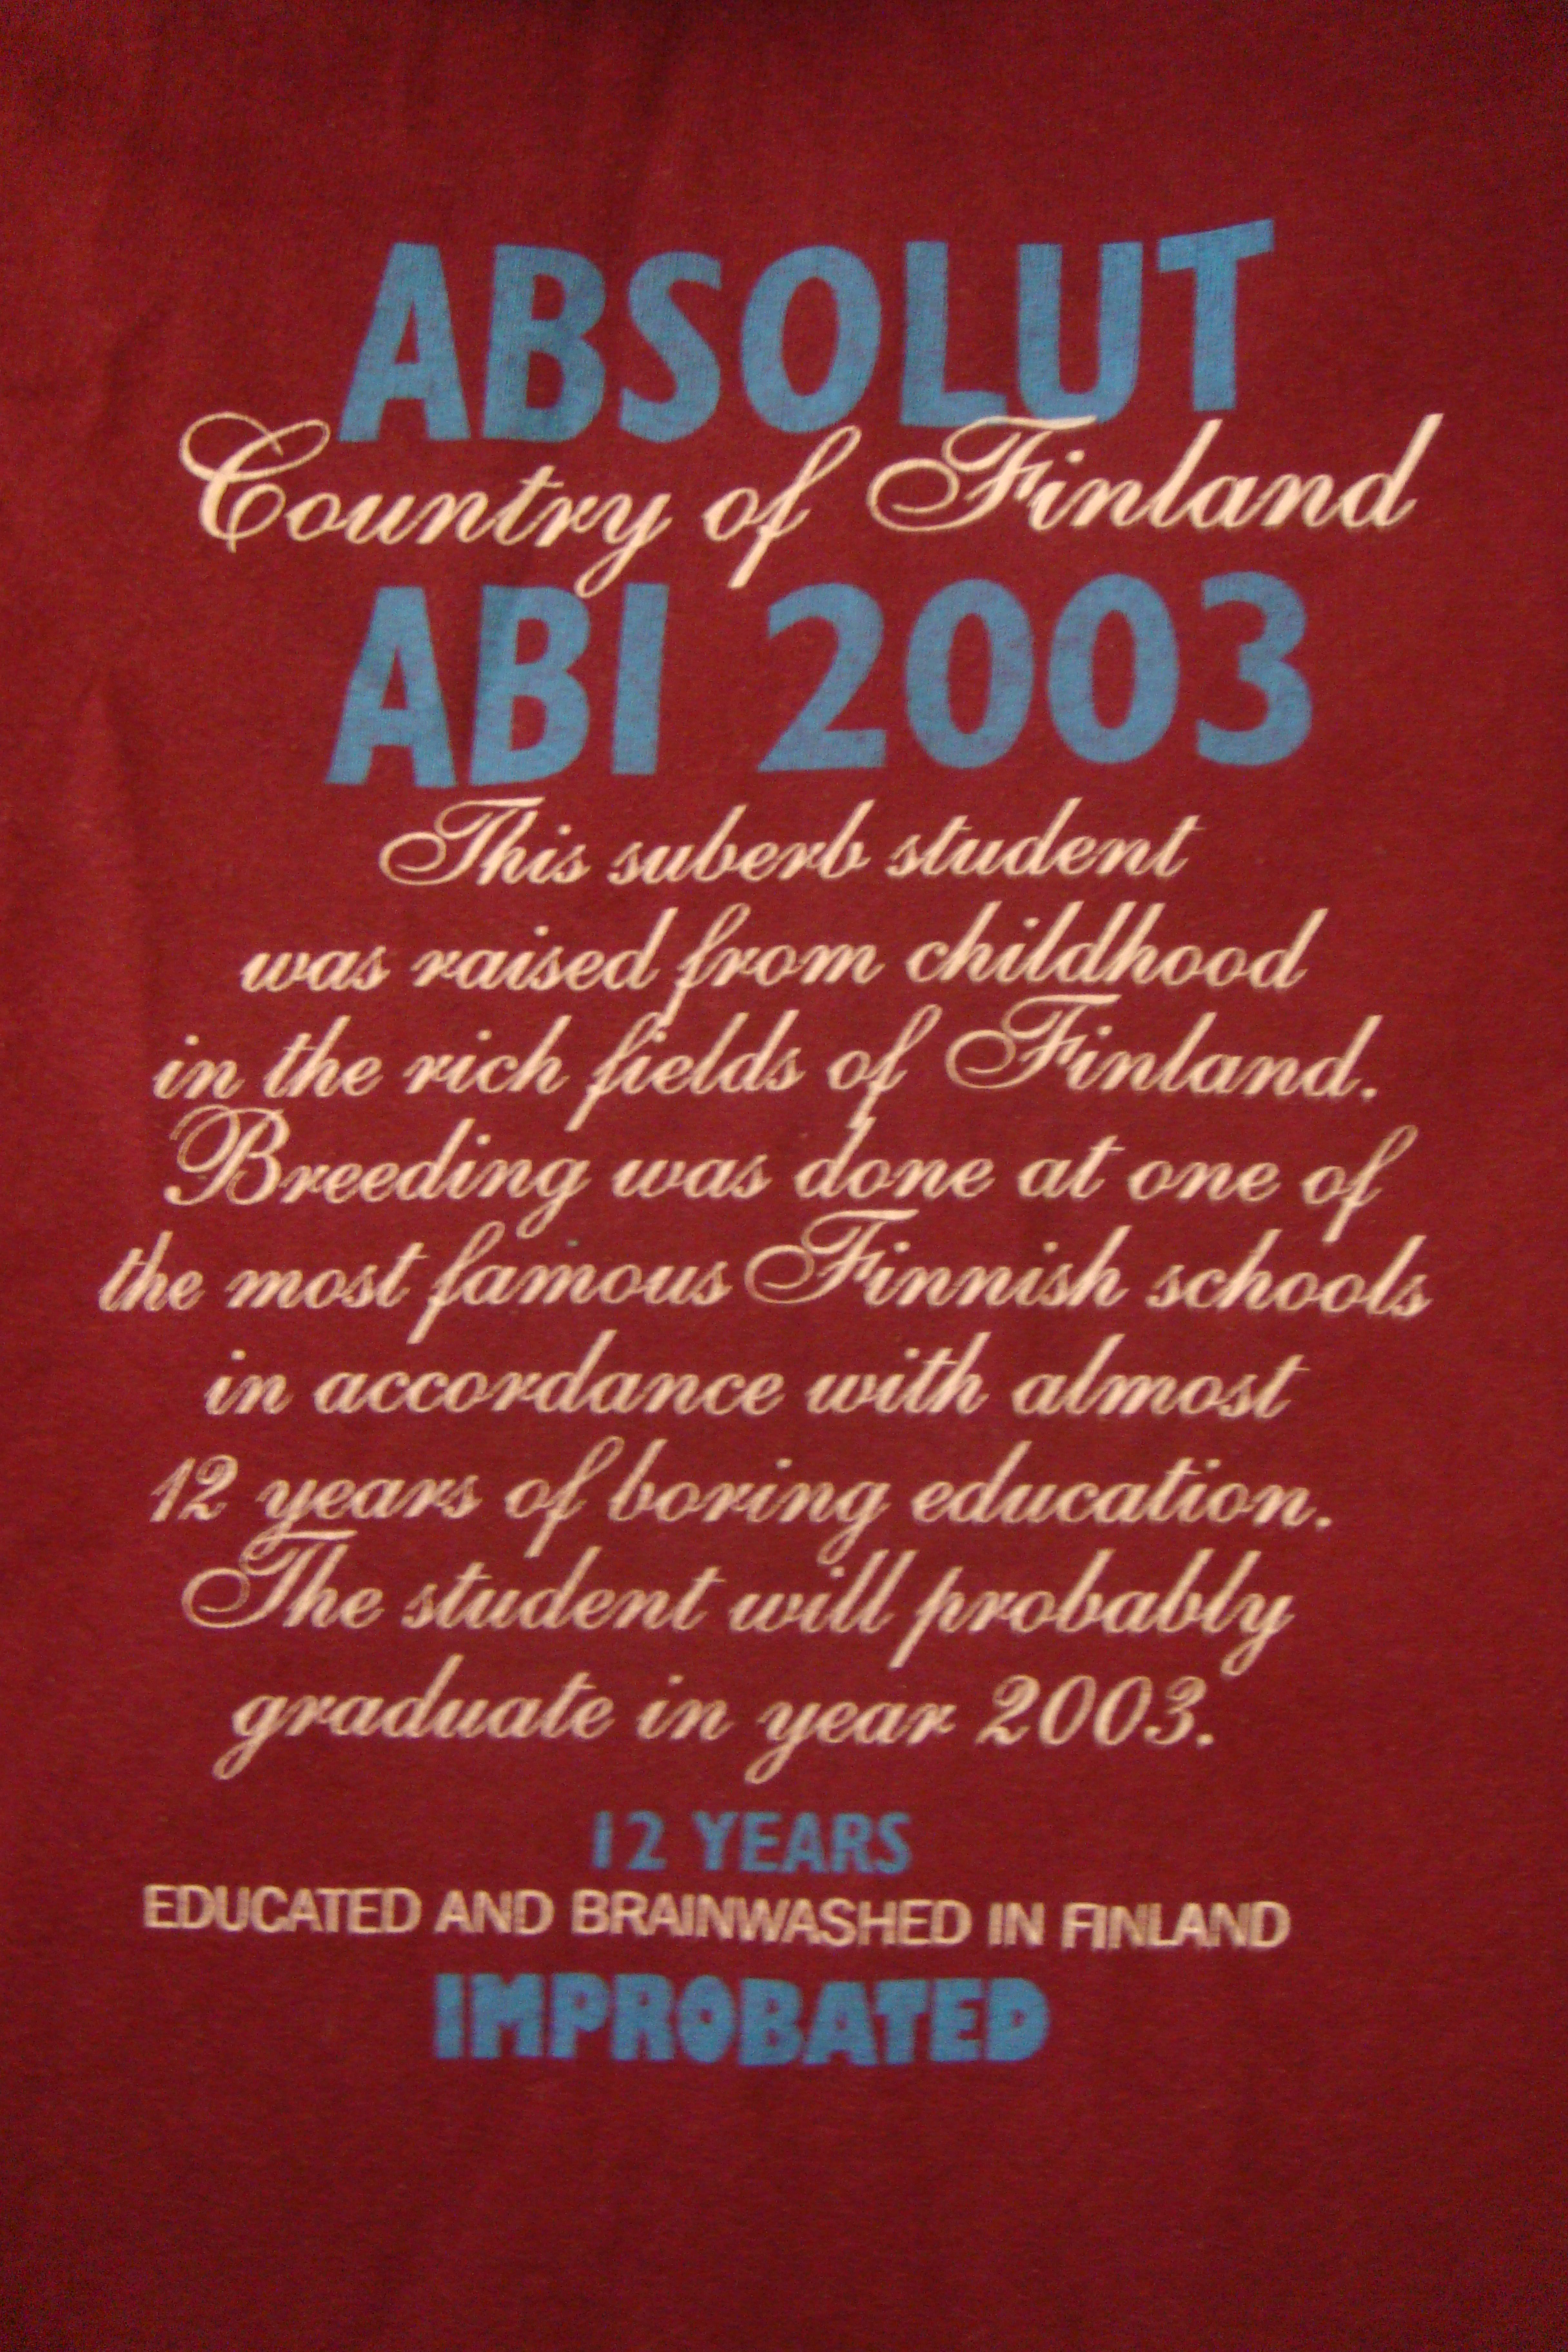 ABSOLUT
Country of Finland
ABI 2003
This suberb student
was raised from childhood
in the rich fields of Finland.
Breeding was done at one of
the most famous Finnish schools
in accordance with almost
12 years of boring education.
The student will probably
graduate in year 2003.
12 YEARS
EDUCATED AND BRAINWASHED IN FINLAND
IMPROBATED